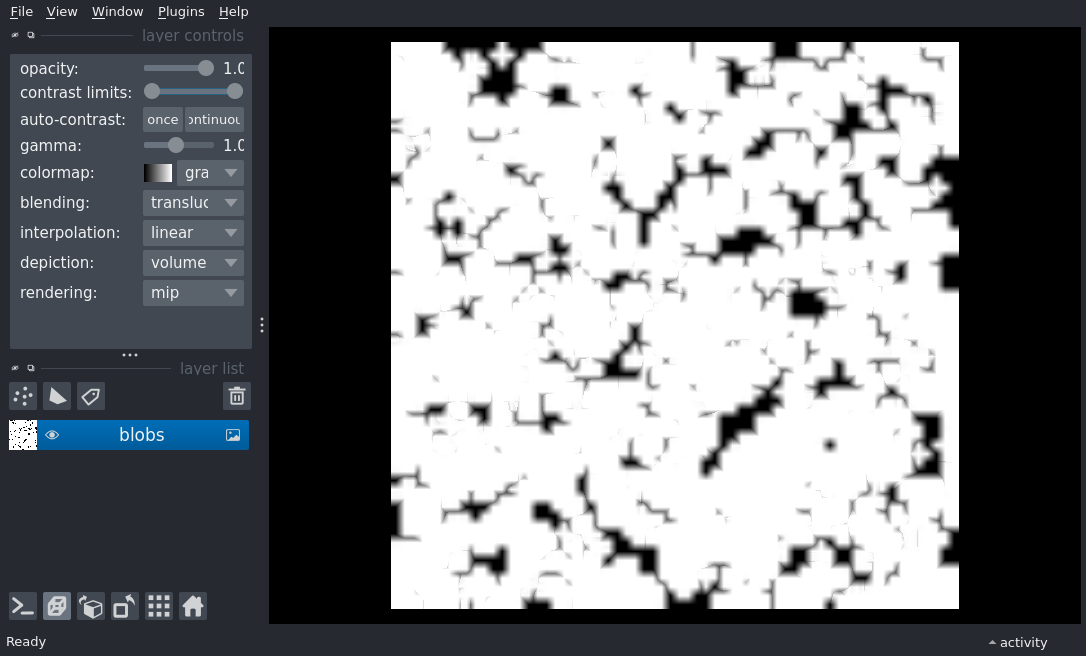 File View Window Plugins Help
layer controls
opacity: 1.0
contrast limits:
auto-contrast: once ontinuou
gamma: 1.0
colormap: gra
blending: transluc
interpolation: linear
depiction: volume
rendering: mip
layer list
blobs
Ready
activity